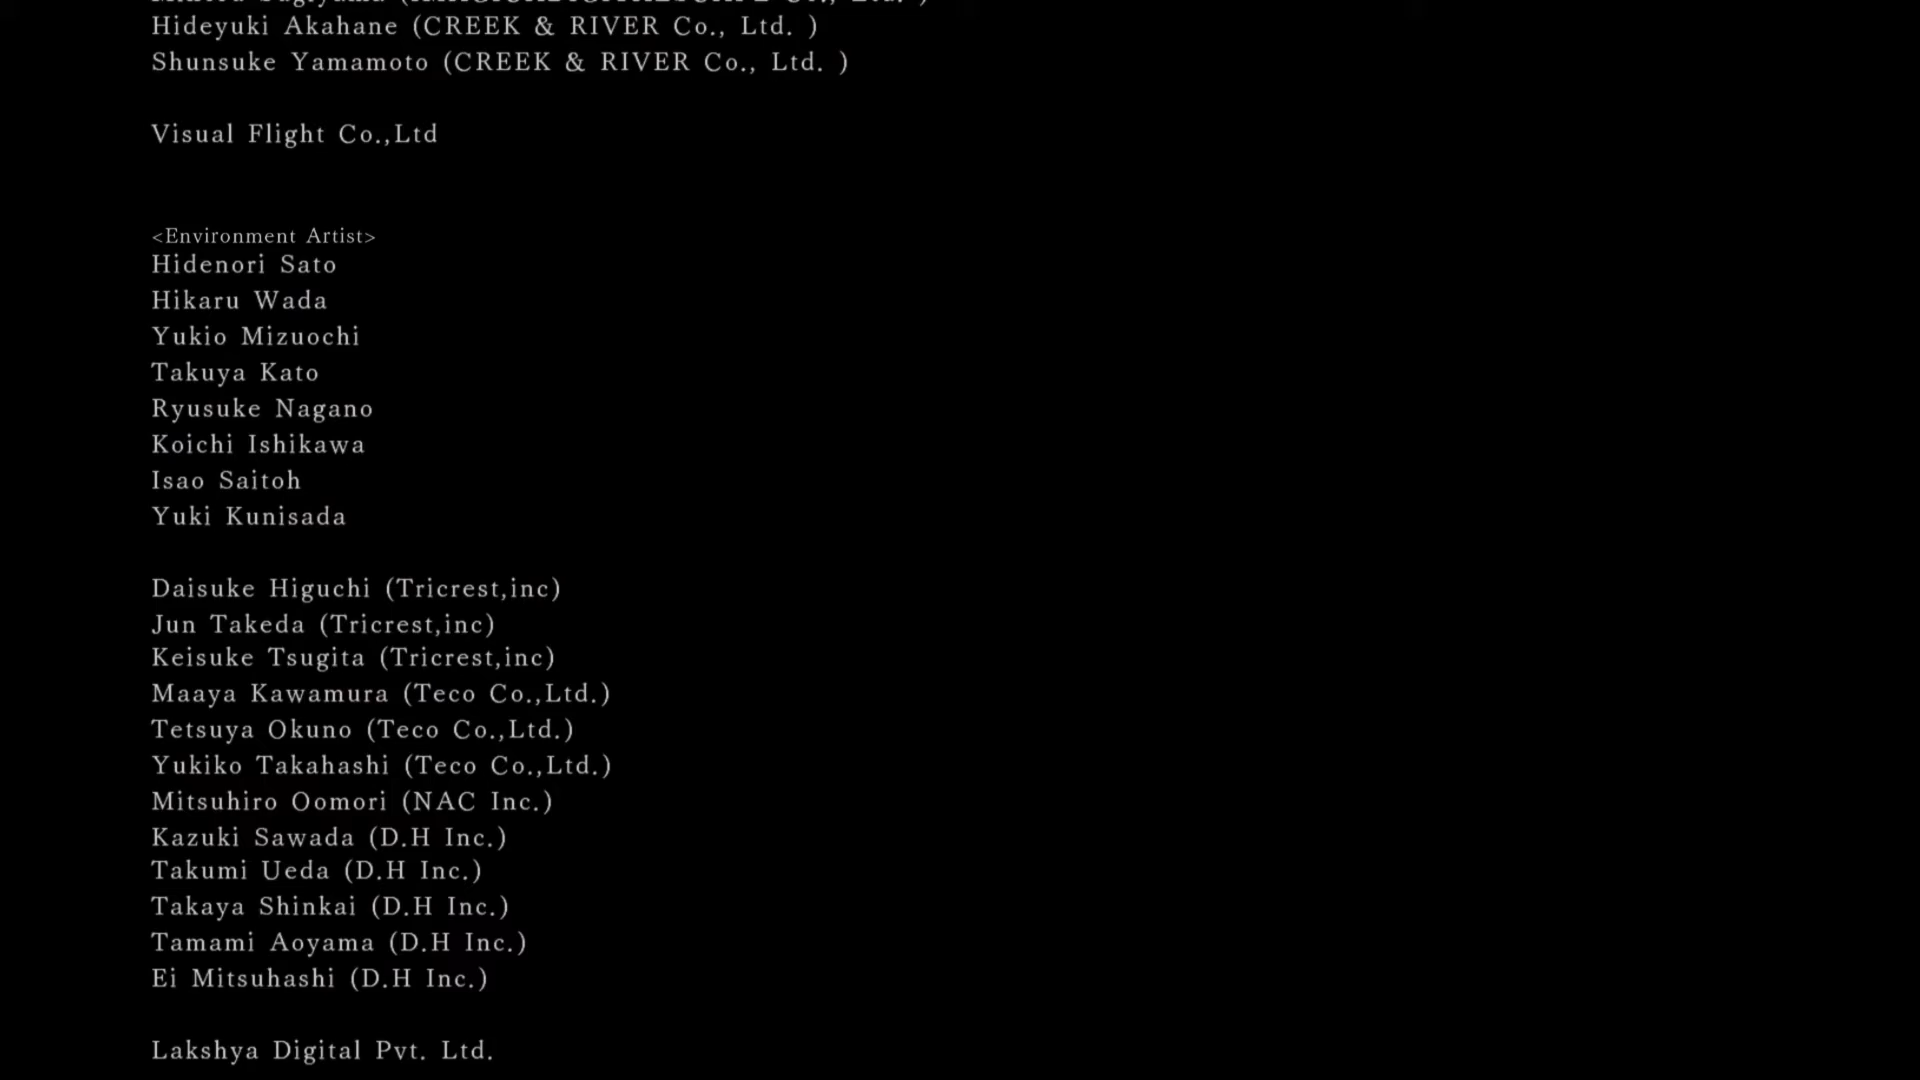 Hideyuki Akahane (CREEK & RIVER Co., Ltd. )
Shunsuke Yamamoto (CREEK & RIVER Co., Ltd. )
Visual Flight Co.,Ltd
<Environment Artist>
Hidenori Sato
Hikaru Wada
Yukio Mizuochi
Takuya Kato
Ryusuke Nagano
Koichi Ishikawa
Isao Saitoh
Yuki Kunisada
Daisuke Higuchi (Tricrest,inc)
Jun Takeda (Tricrest,inc)
Keisuke Tsugita (Tricrest,inc)
Maaya Kawamura (Teco Co.,Ltd.)
Tetsuya Okuno (Teco Co.,Ltd.)
Yukiko Takahashi (Teco Co.,Ltd.)
Mitsuhiro Oomori (NAC Inc.)
Kazuki Sawada (D.H Inc.)
Takumi Ueda (D.H Inc.)
Takaya Shinkai (D.H Inc.)
Tamami Aoyama (D.H Inc.)
Ei Mitsuhashi (D.H Inc.)
Lakshya Digital Pvt. Ltd.